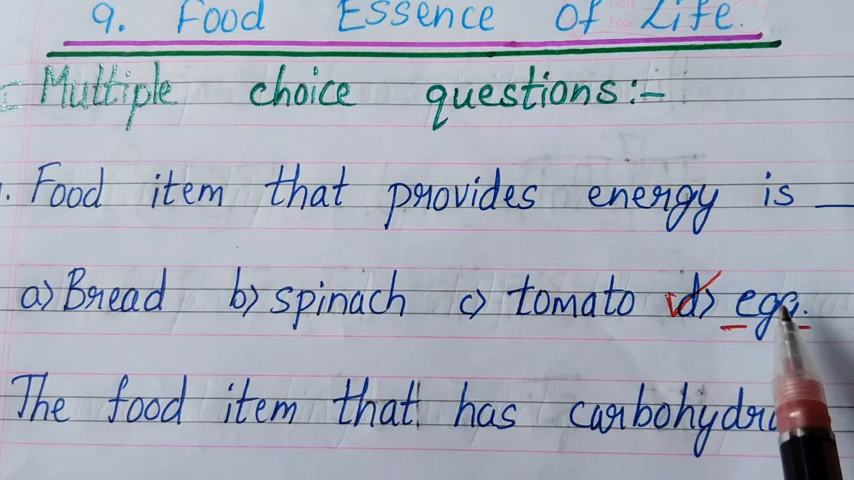 9. Food Essence Of Life.
Multiple choice questions:-
. Food item that provides energy is __
a) Bread b) spinach c) tomato d) egg.
The food item that has